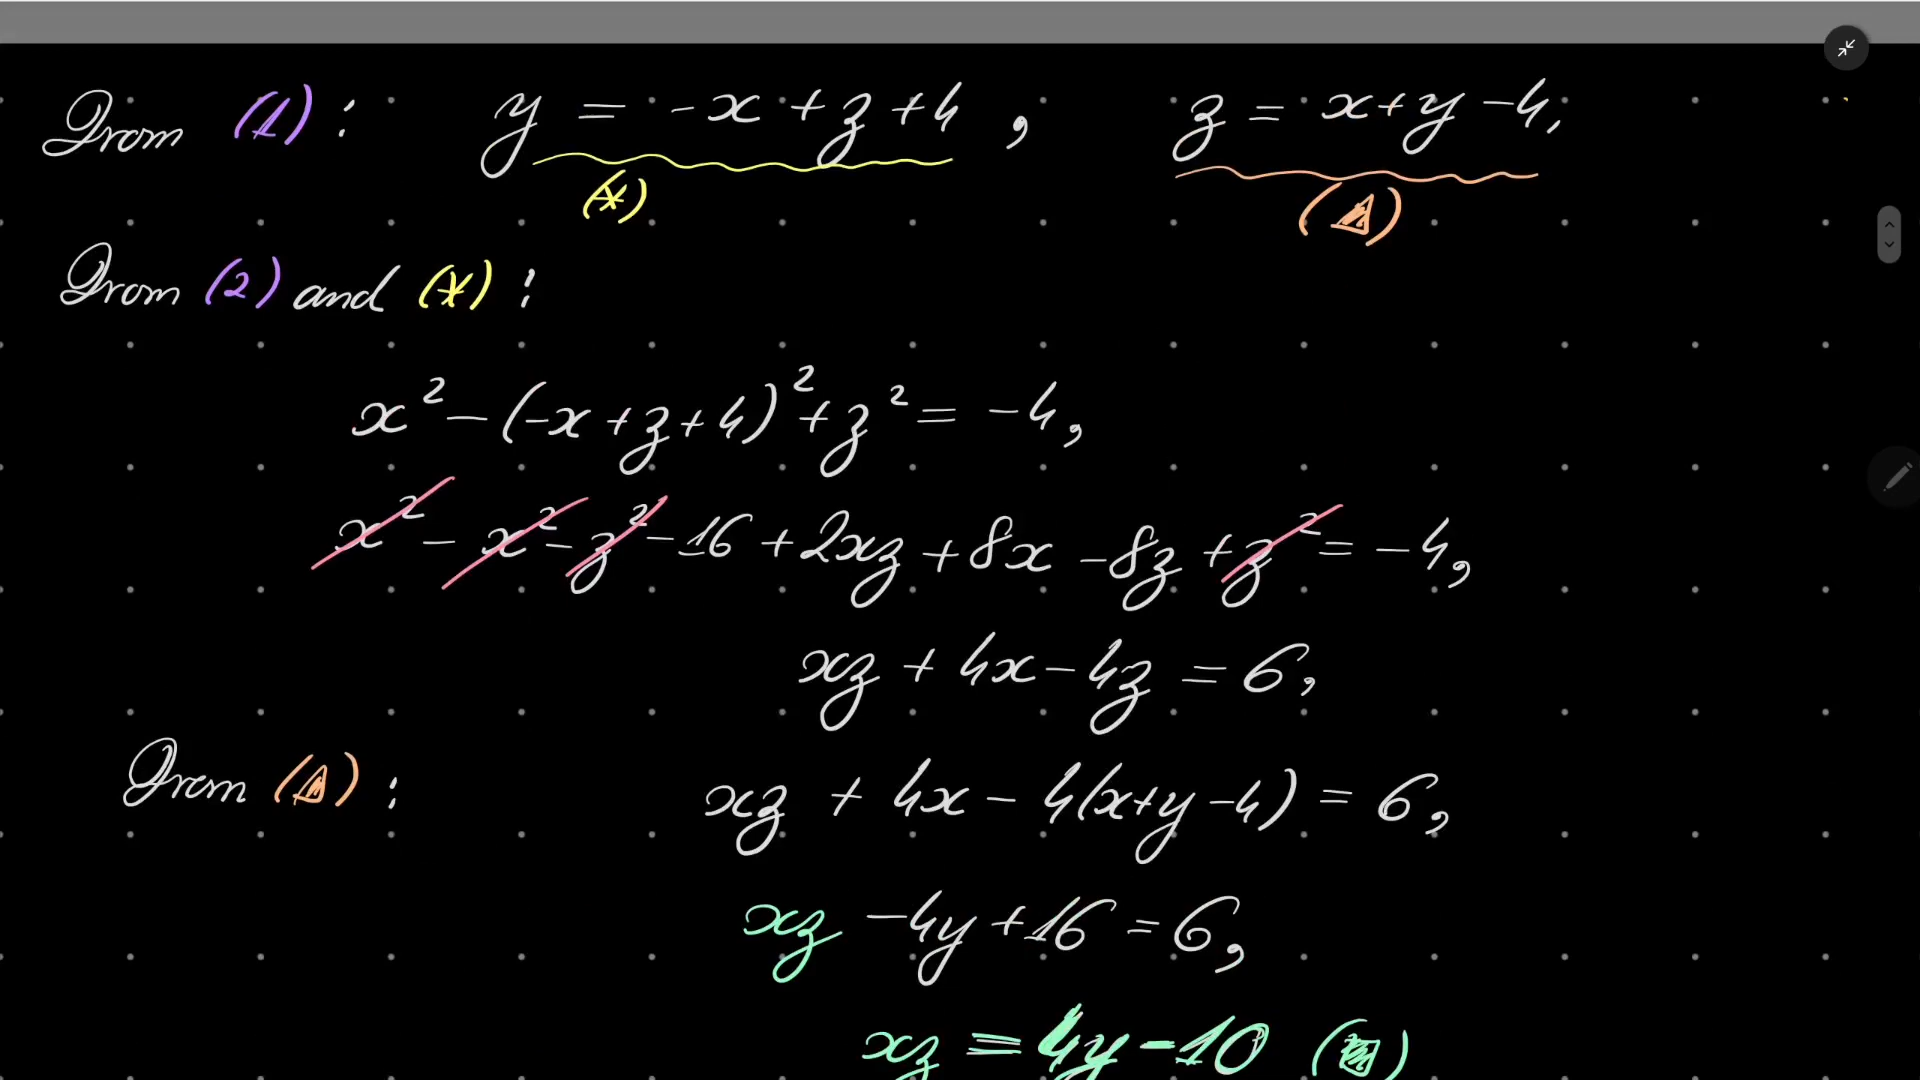 From (1): y = -x + z + 4, z = x+y-4,
(*) (Δ)
From (2) and (*):
x² - (-x+z+4)² + z² = -4,
x² - x² - z² - 16 + 2xz + 8x - 8z + z² = -4,
xz + 4x - 4z = 6,
From (Δ): xz + 4x - 4(x+y-4) = 6,
xz - 4y + 16 = 6,
xz = 4y - 10